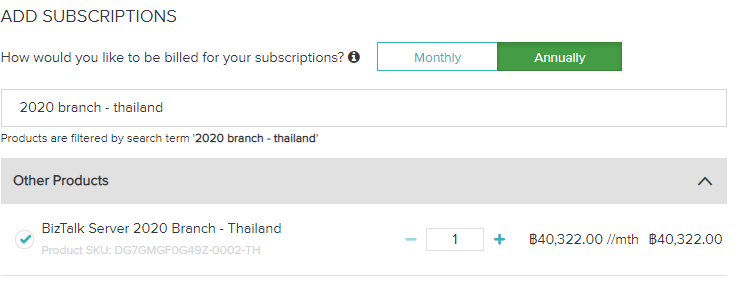 ADD SUBSCRIPTIONS
How would you like to be billed for your subscriptions? Monthly Annually
2020 branch - thailand
Products are filtered by search term '2020 branch - thailand'
Other Products
BizTalk Server 2020 Branch - Thailand
Product SKU: DG7GMGF0G49Z-0002-TH
1 ฿40,322.00 //mth ฿40,322.00